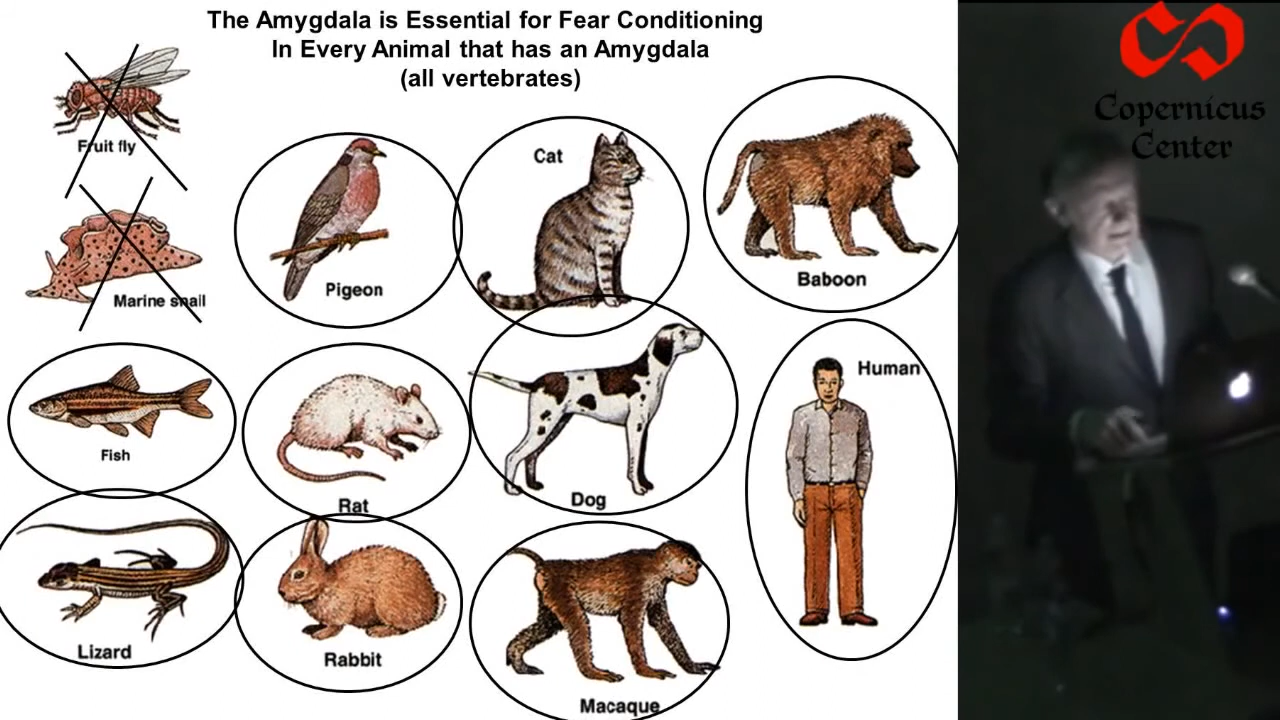 The Amygdala is Essential for Fear Conditioning
In Every Animal that has an Amygdala
(all vertebrates)
Fruit fly
Marine snail
Pigeon
Cat
Baboon
Fish
Rat
Dog
Human
Lizard
Rabbit
Macaque
Copernicus
Center